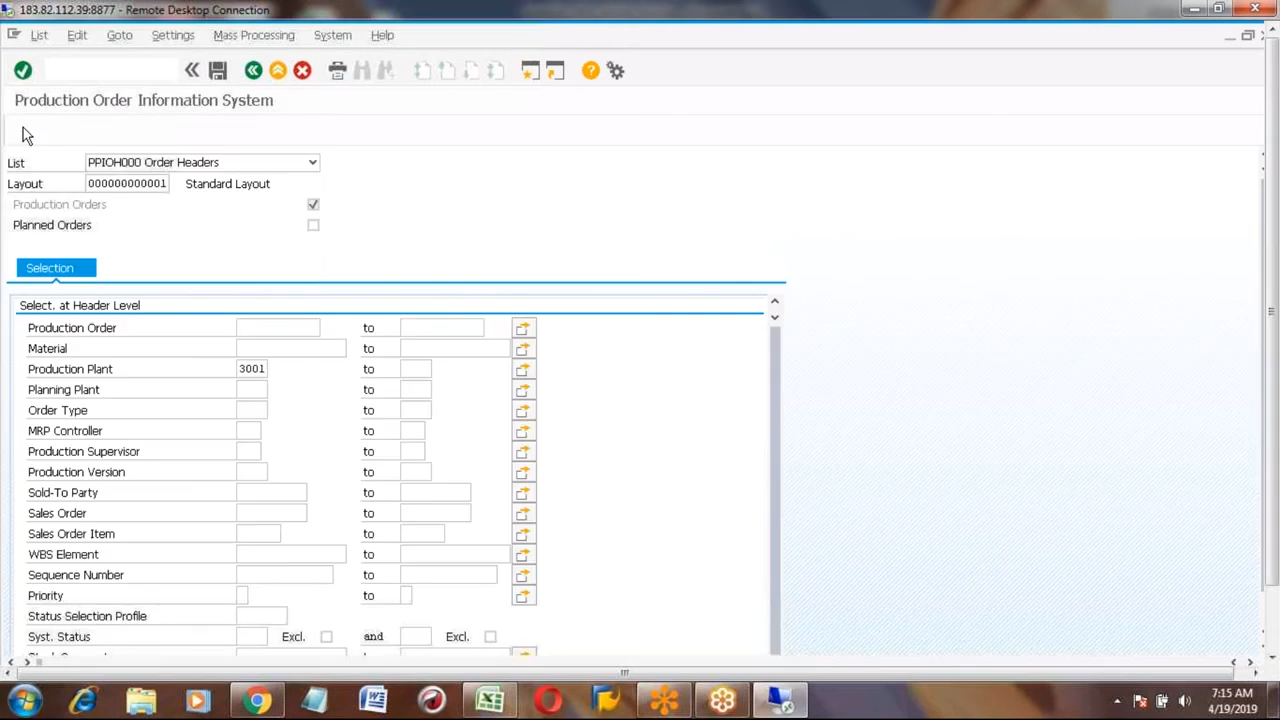 183.82.112.39:8877 - Remote Desktop Connection
List Edit Goto Settings Mass Processing System Help
Production Order Information System
List PPIOH000 Order Headers
Layout 000000000001 Standard Layout
Production Orders
Planned Orders
Selection
Select. at Header Level
Production Order to
Material to
Production Plant 3001 to
Planning Plant to
Order Type to
MRP Controller to
Production Supervisor to
Production Version to
Sold-To Party to
Sales Order to
Sales Order Item to
WBS Element to
Sequence Number to
Priority to
Status Selection Profile
Syst. Status Excl. and Excl.
7:15 AM
4/19/2019